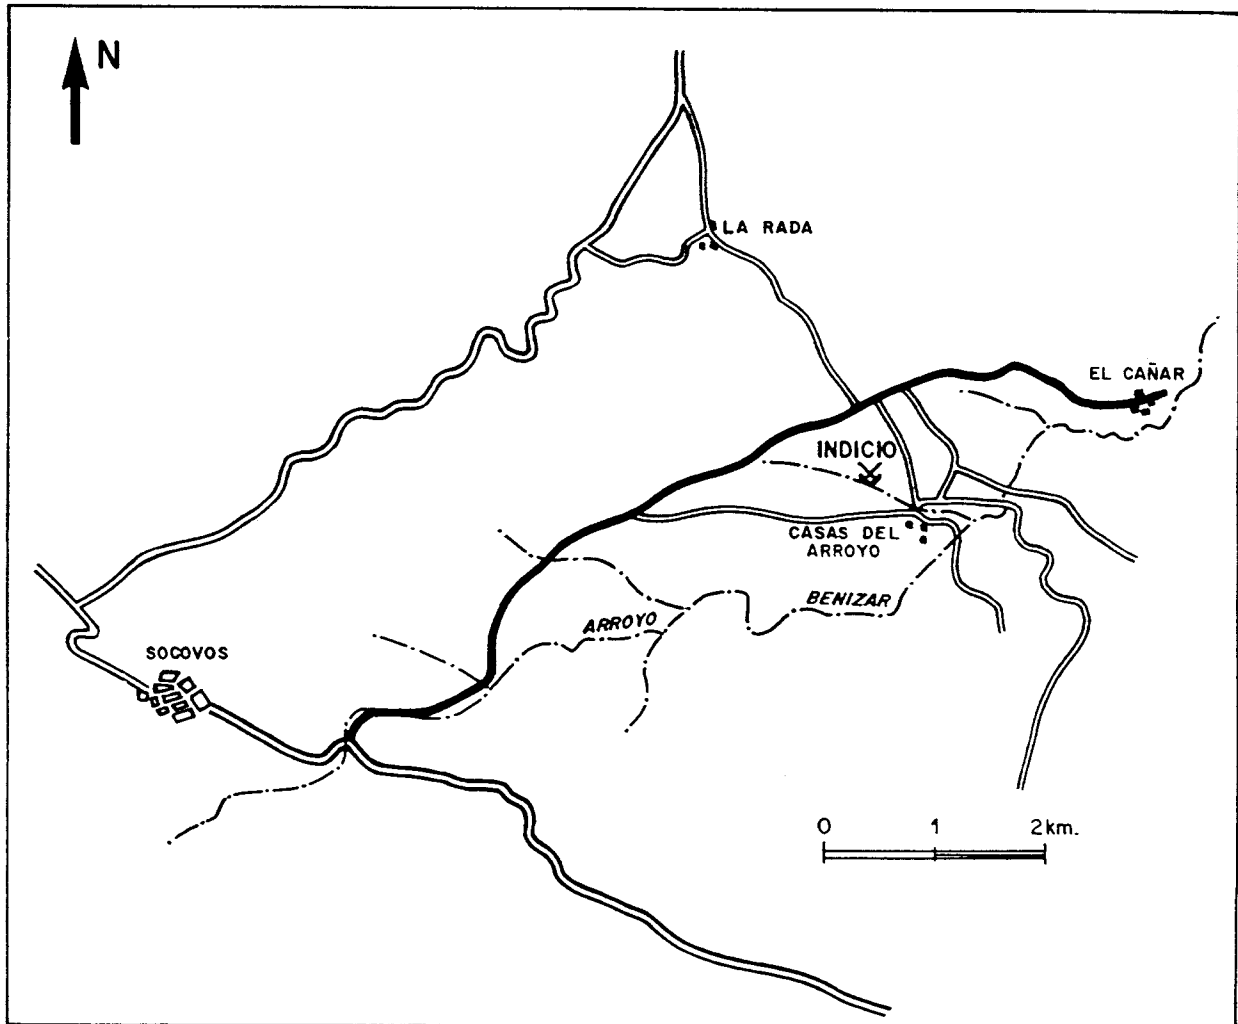 N
LA RADA
EL CAÑAR
INDICIO
CASAS DEL
ARROYO
BENIZAR
ARROYO
SOCOVOS
0 1 2km.